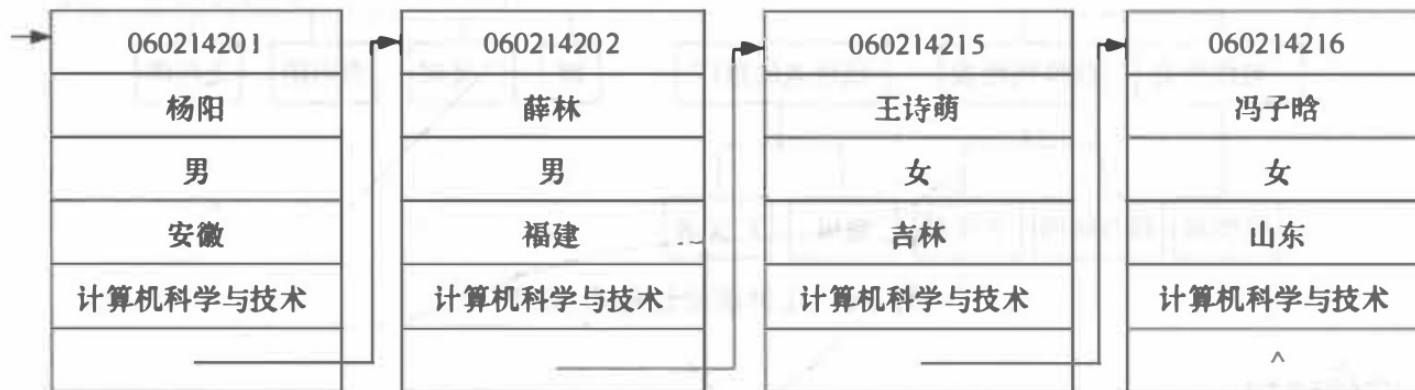 060214201
杨阳
男
安徽
计算机科学与技术
060214202
薛林
男
福建
计算机科学与技术
060214215
王诗萌
女
吉林
计算机科学与技术
060214216
冯子晗
女
山东
计算机科学与技术
^